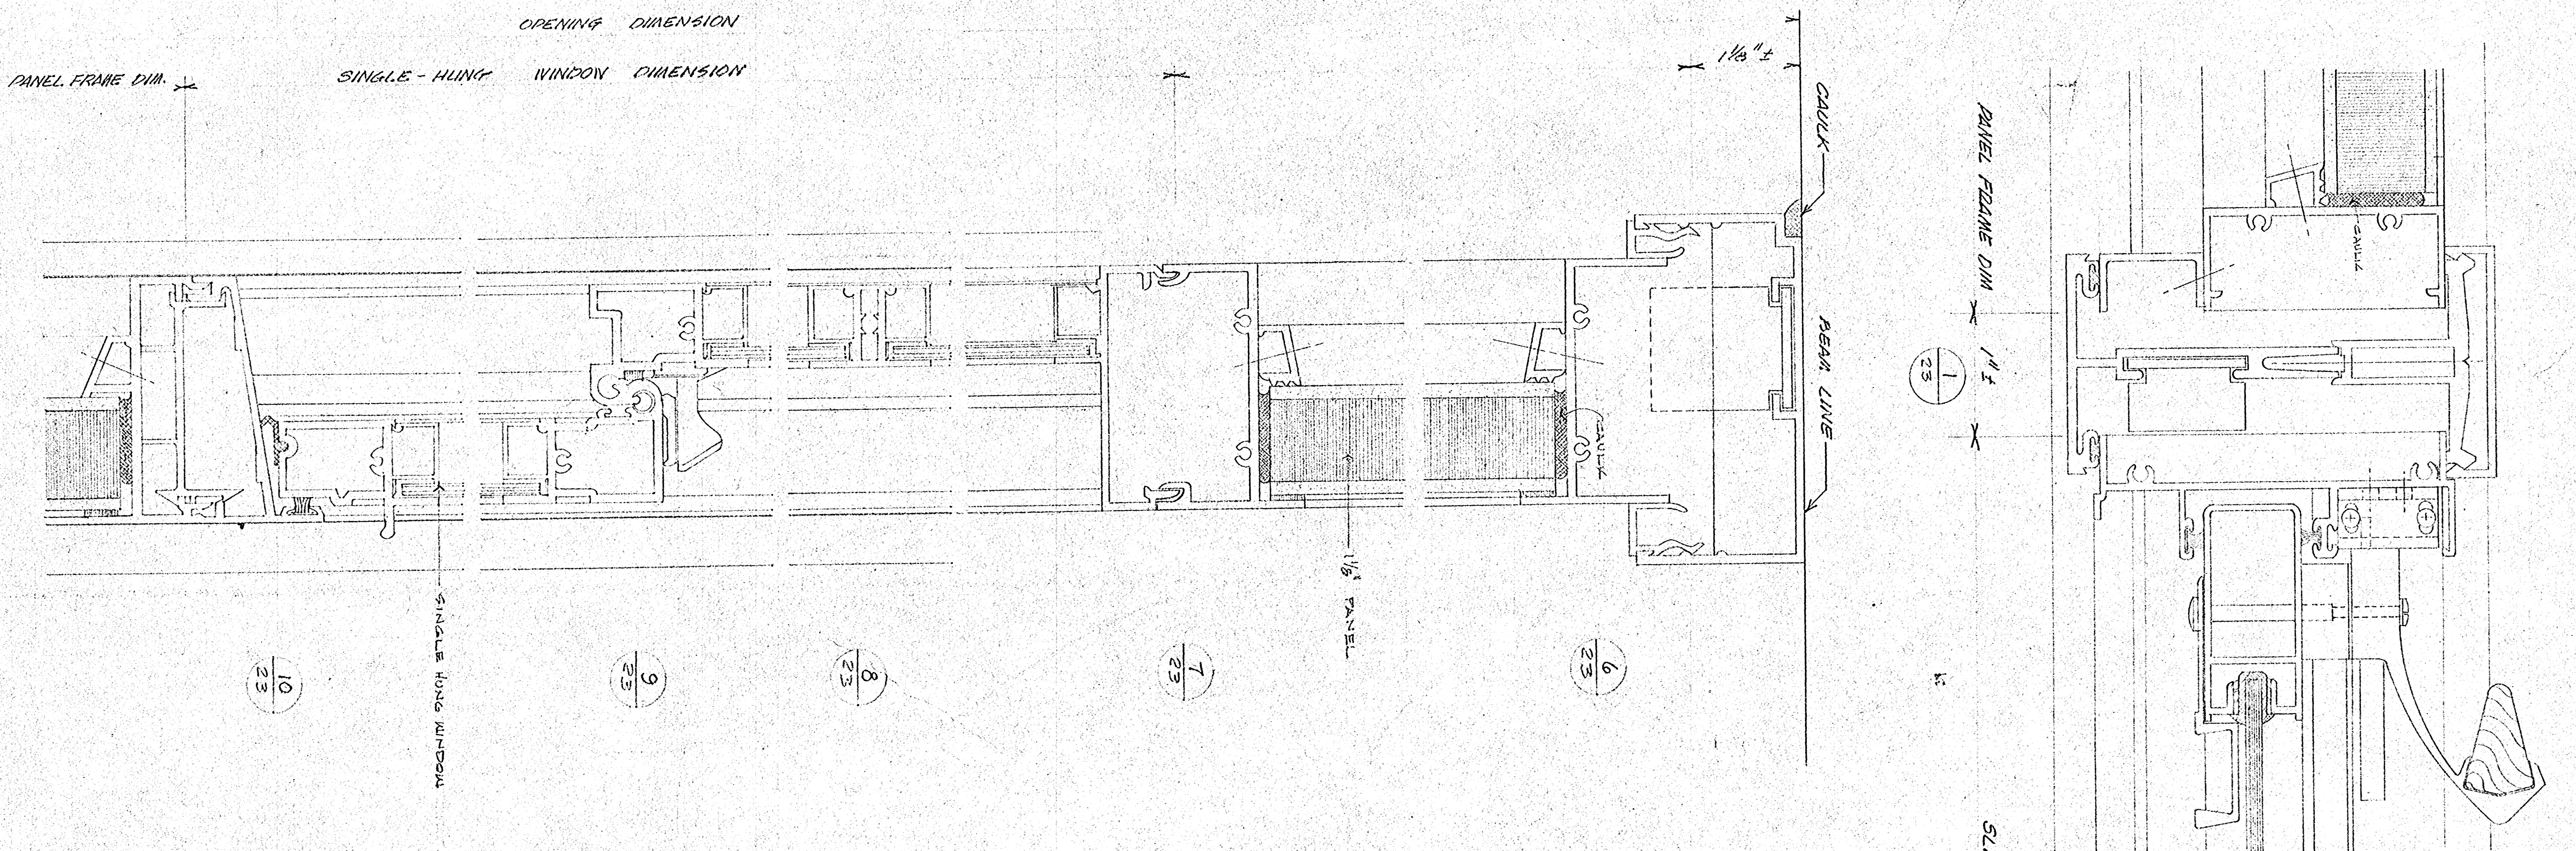 OPENING DIMENSION
PANEL FRAME DIM.
SINGLE-HUNG WINDOW DIMENSION
1 1/8" ±
CAULK
BEAM LINE
PANEL FRAME DIM
1" ±
1
23
CAULK
CAULK
1 1/8" PANEL
SINGLE HUNG WINDOW
10
23
9
23
8
23
7
23
6
23